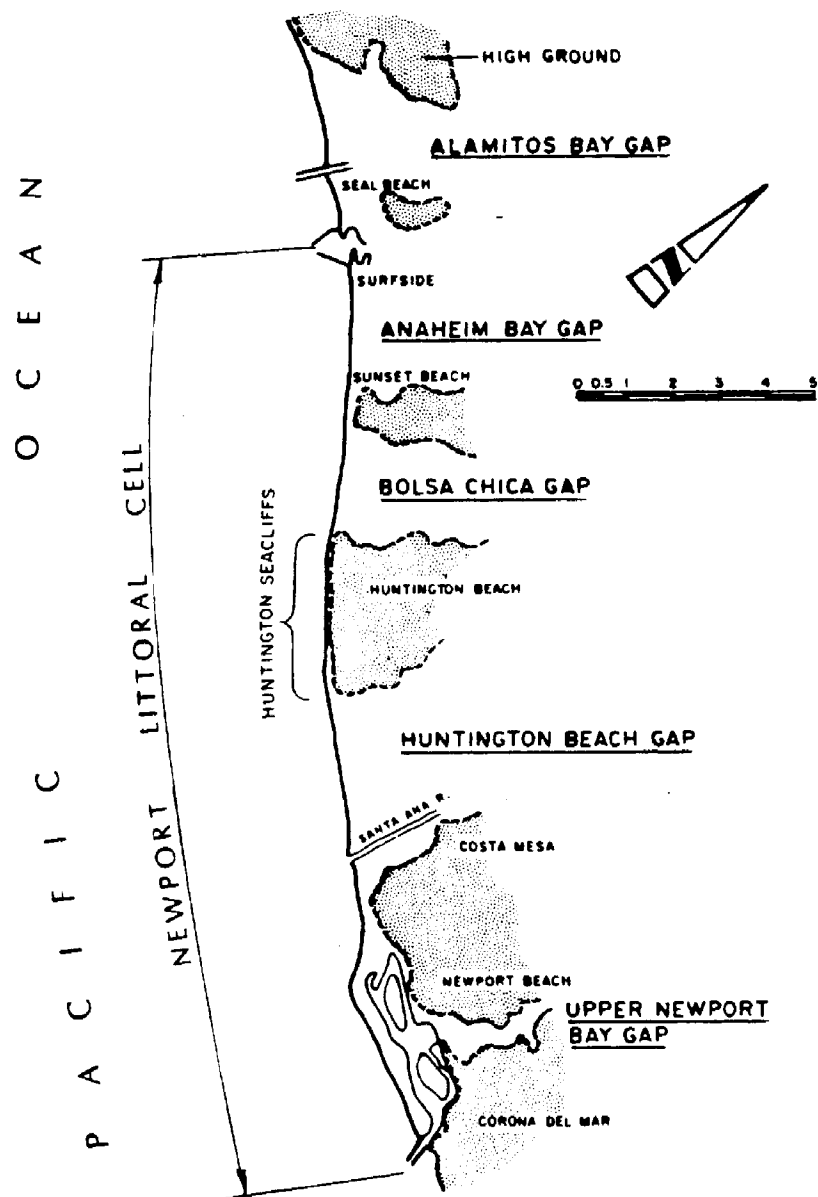 HIGH GROUND
ALAMITOS BAY GAP
SEAL BEACH
SURFSIDE
ANAHEIM BAY GAP
0 0.5 1 2 3 4 5
SUNSET BEACH
BOLSA CHICA GAP
HUNTINGTON SEACLIFFS
HUNTINGTON BEACH
HUNTINGTON BEACH GAP
SANTA ANA R.
COSTA MESA
NEWPORT BEACH
UPPER NEWPORT
BAY GAP
CORONA DEL MAR
NEWPORT LITTORAL CELL
PACIFIC OCEAN
N